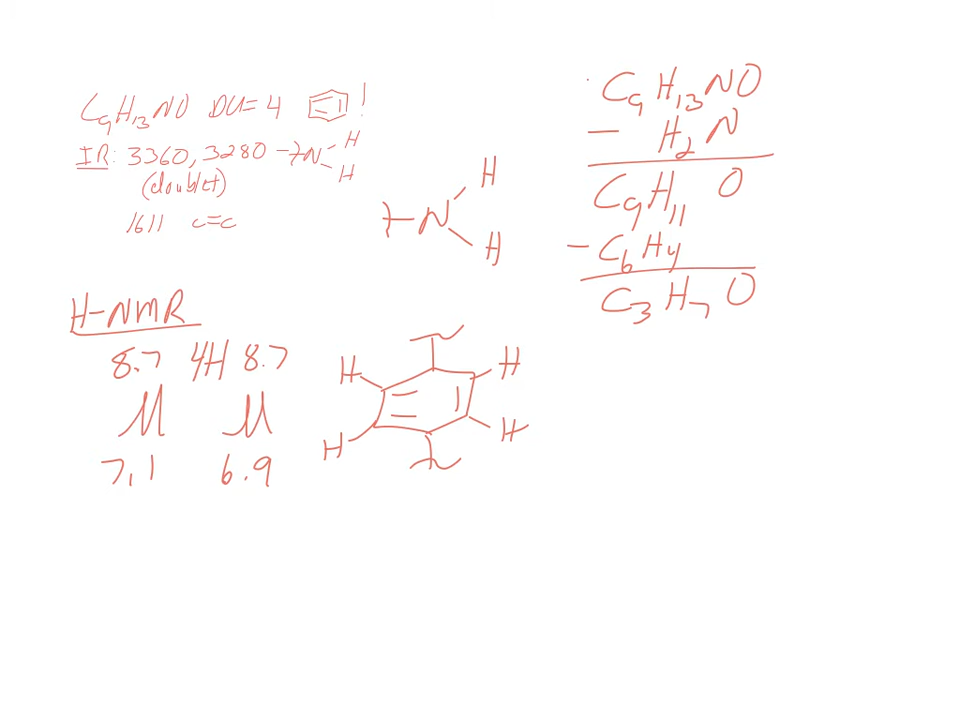 C9H13NO DU=4 !
IR: 3360, 3280 -N H H
(doublet)
1611 c=c
N H H
C9H13NO
- H2N
C9H11 O
- C6H4
C3H7O
H-NMR
8.7 4H 8.7
7.1 6.9
H H H H